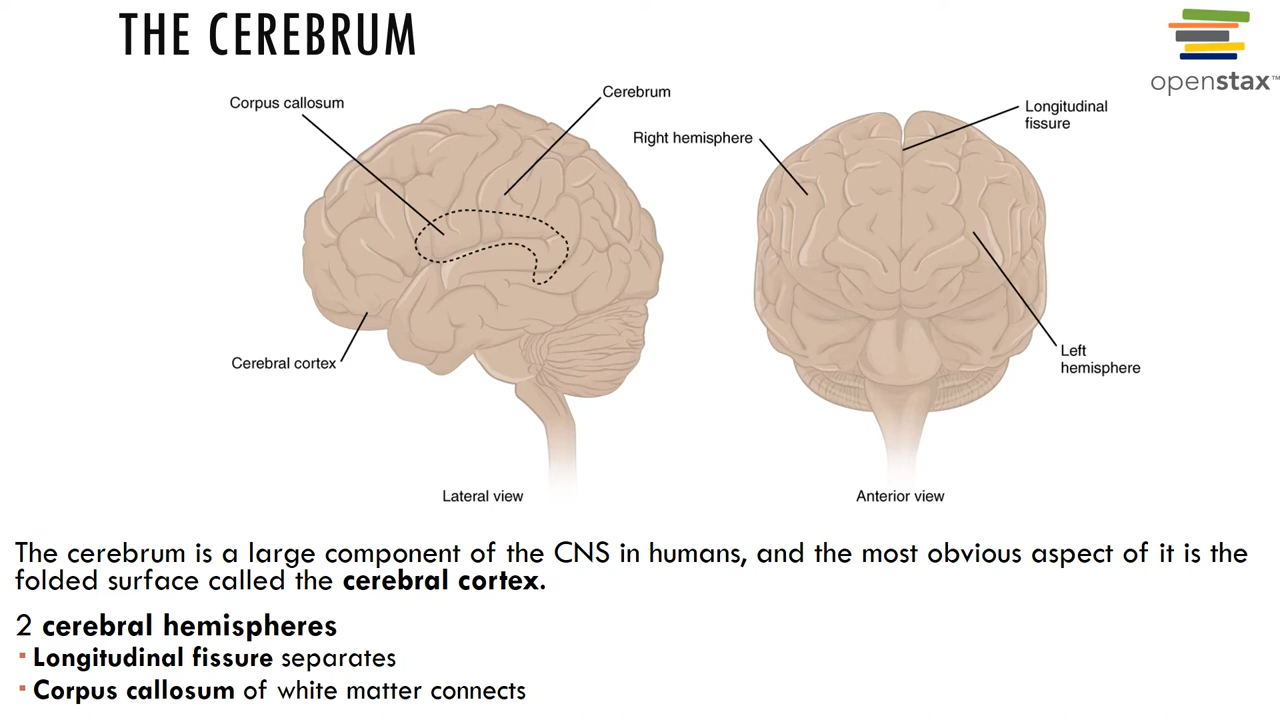 THE CEREBRUM
openstax™
Corpus callosum
Cerebrum
Cerebral cortex
Lateral view
Right hemisphere
Longitudinal
fissure
Left
hemisphere
Anterior view
The cerebrum is a large component of the CNS in humans, and the most obvious aspect of it is the
folded surface called the cerebral cortex.
2 cerebral hemispheres
▪ Longitudinal fissure separates
▪ Corpus callosum of white matter connects